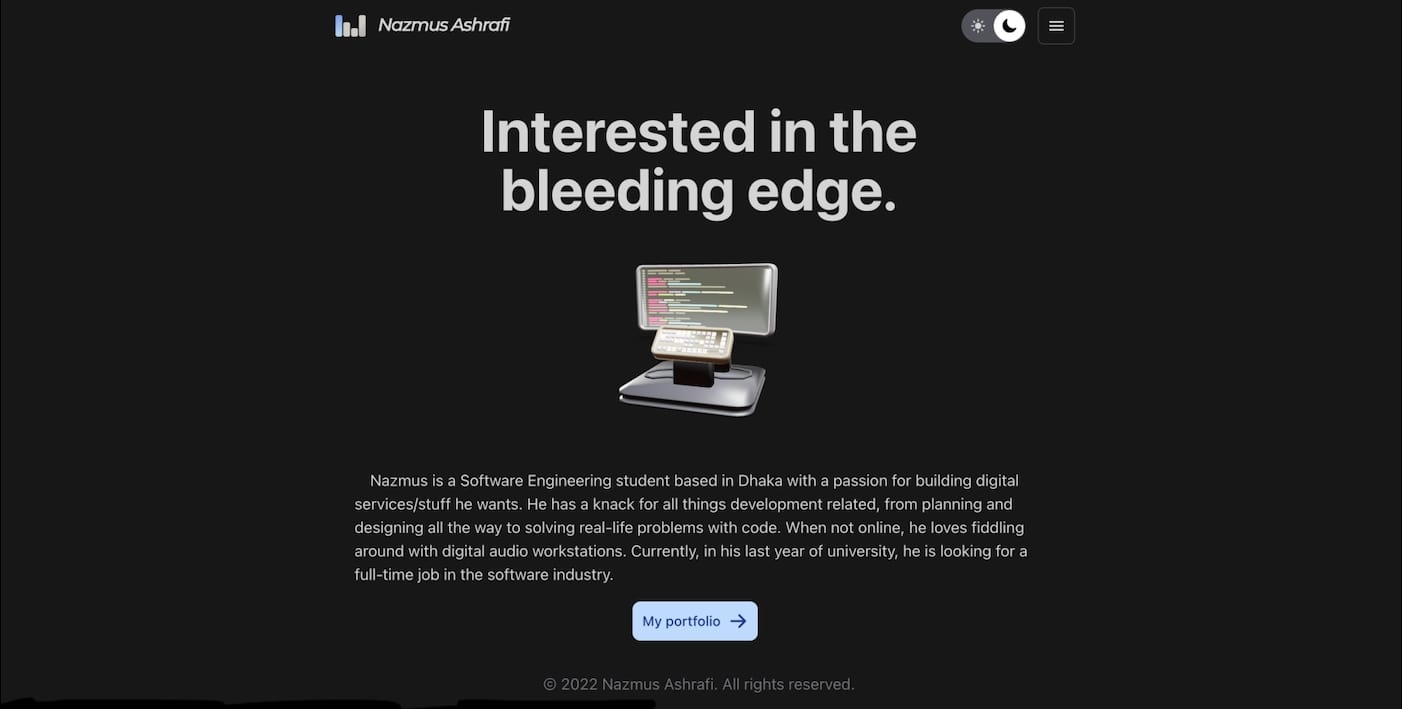 Nazmus Ashrafi
Interested in the
bleeding edge.
Nazmus is a Software Engineering student based in Dhaka with a passion for building digital
services/stuff he wants. He has a knack for all things development related, from planning and
designing all the way to solving real-life problems with code. When not online, he loves fiddling
around with digital audio workstations. Currently, in his last year of university, he is looking for a
full-time job in the software industry.
My portfolio
© 2022 Nazmus Ashrafi. All rights reserved.